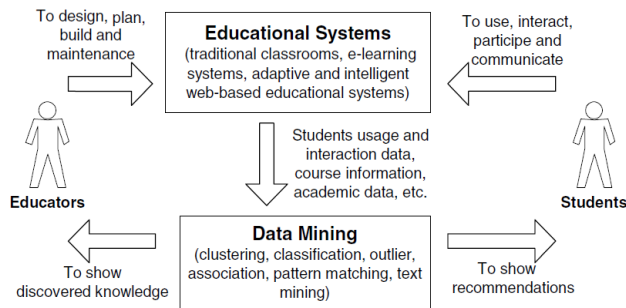 To design, plan,
build and
maintenance
Educational Systems
(traditional classrooms, e-learning
systems, adaptive and intelligent
web-based educational systems)
To use, interact,
participe and
communicate
Students usage and
interaction data,
course information,
academic data, etc.
Educators
Students
Data Mining
(clustering, classification, outlier,
association, pattern matching, text
mining)
To show
discovered knowledge
To show
recommendations